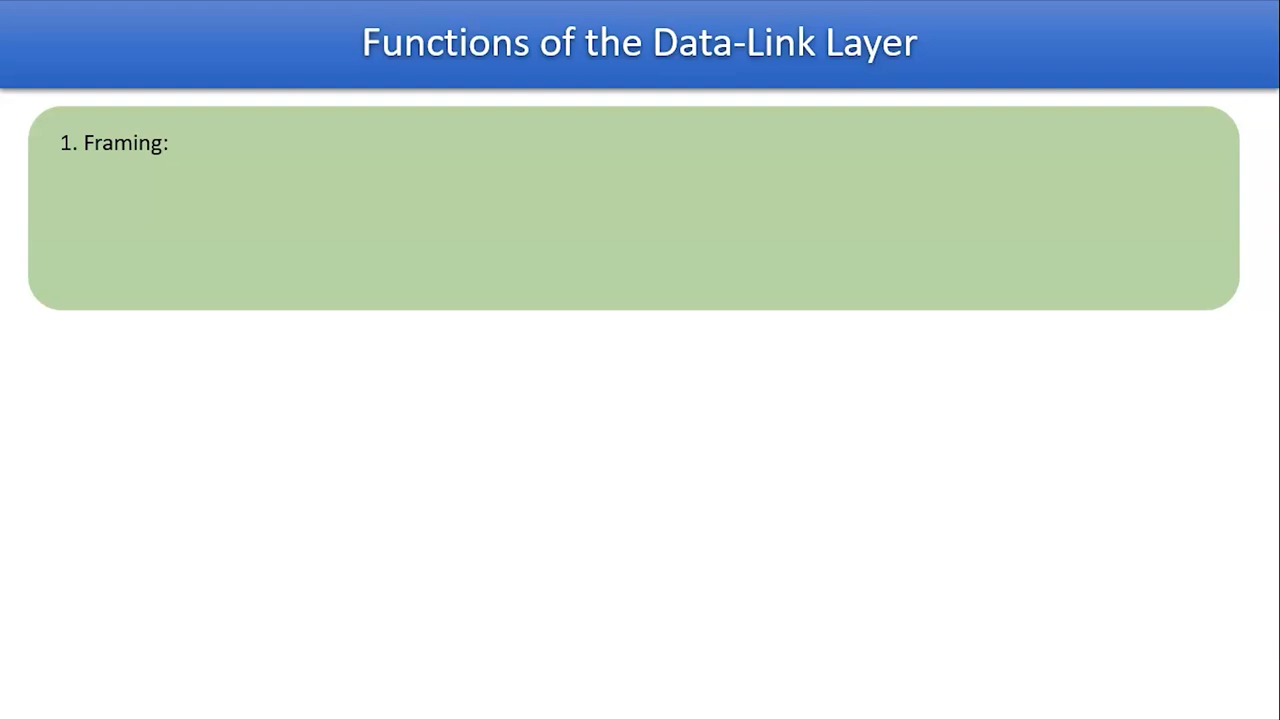 Functions of the Data-Link Layer
1. Framing: